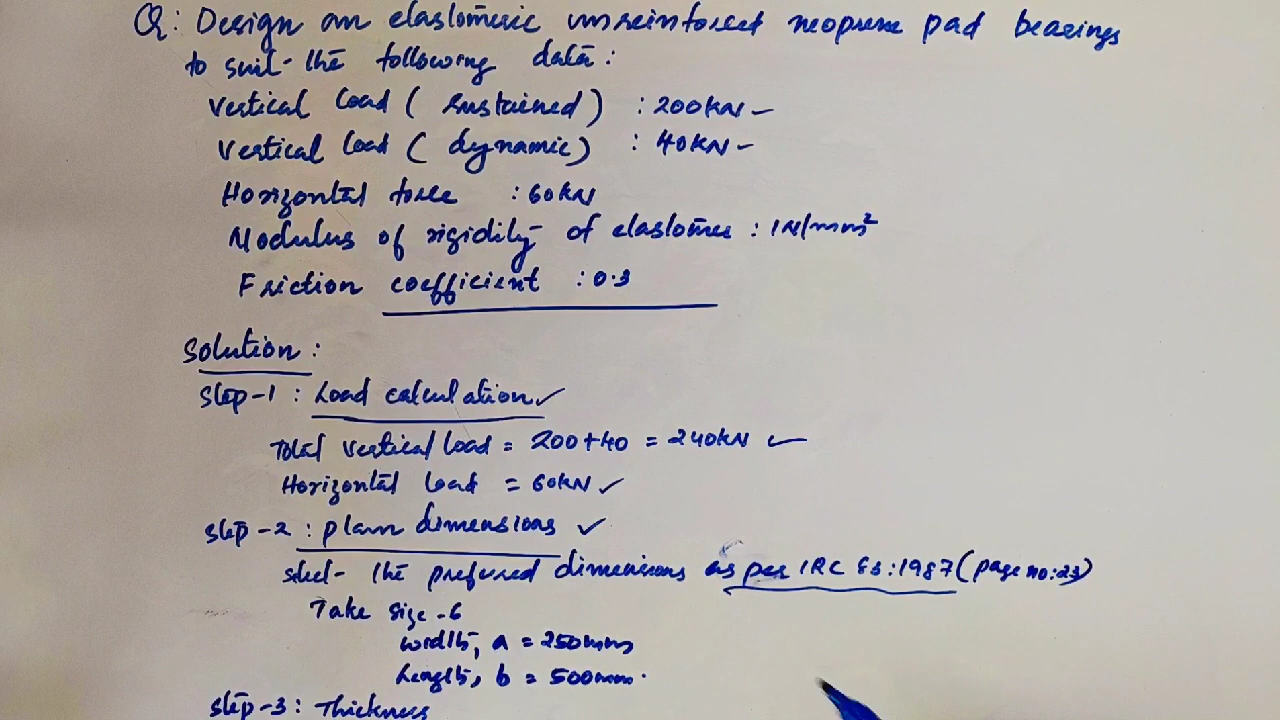 Q: Design an elastomeric unreinforced neoprene pad bearings
to suit the following data:
Vertical load (sustained) : 200kN
Vertical load (dynamic) : 40kN
Horizontal force : 60kN
Modulus of rigidity of elastomer : 1N/mm²
Friction coefficient : 0.3
Solution:
Step-1 : Load calculation ✓
Total vertical load = 200+40 = 240kN
Horizontal load = 60kN ✓
Step-2 : plan dimensions ✓
Select the preferred dimensions as per IRC 83:1987 (page no:23)
Take size -6
Width, a = 250mm
Length, b = 500mm.
Step-3 : Thickness